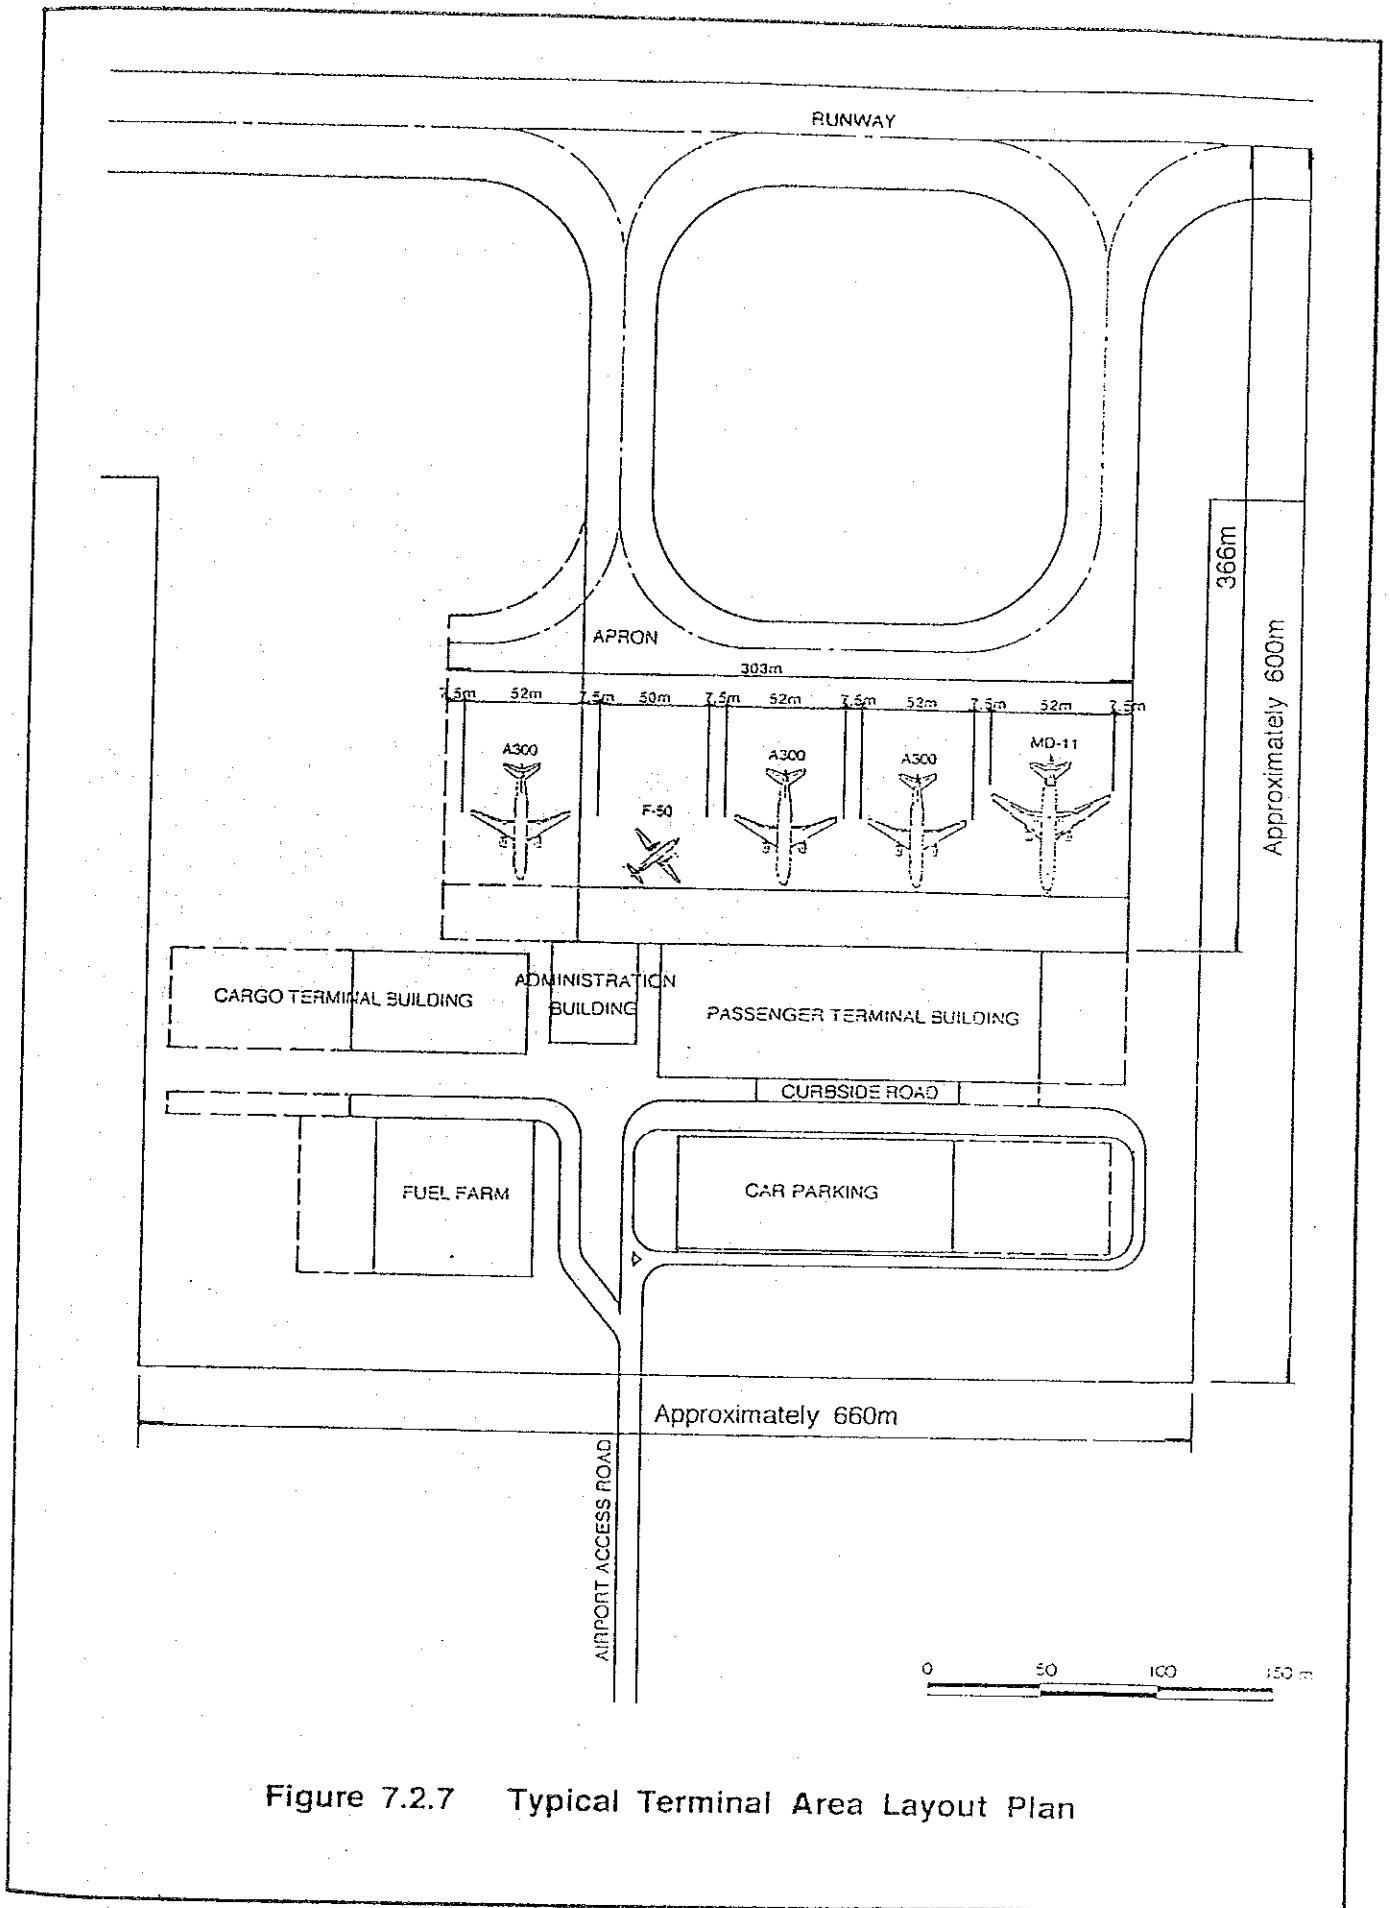 RUNWAY
366m
Approximately 600m
APRON
303m
7.5m 52m 7.5m 50m 7.5m 52m 7.5m 52m 7.5m 52m 7.5m
A300
F-50
A300
A300
MD-11
CARGO TERMINAL BUILDING
ADMINISTRATION
BUILDING
PASSENGER TERMINAL BUILDING
CURBSIDE ROAD
FUEL FARM
CAR PARKING
Approximately 660m
AIRPORT ACCESS ROAD
0 50 100 150 m
Figure 7.2.7 Typical Terminal Area Layout Plan